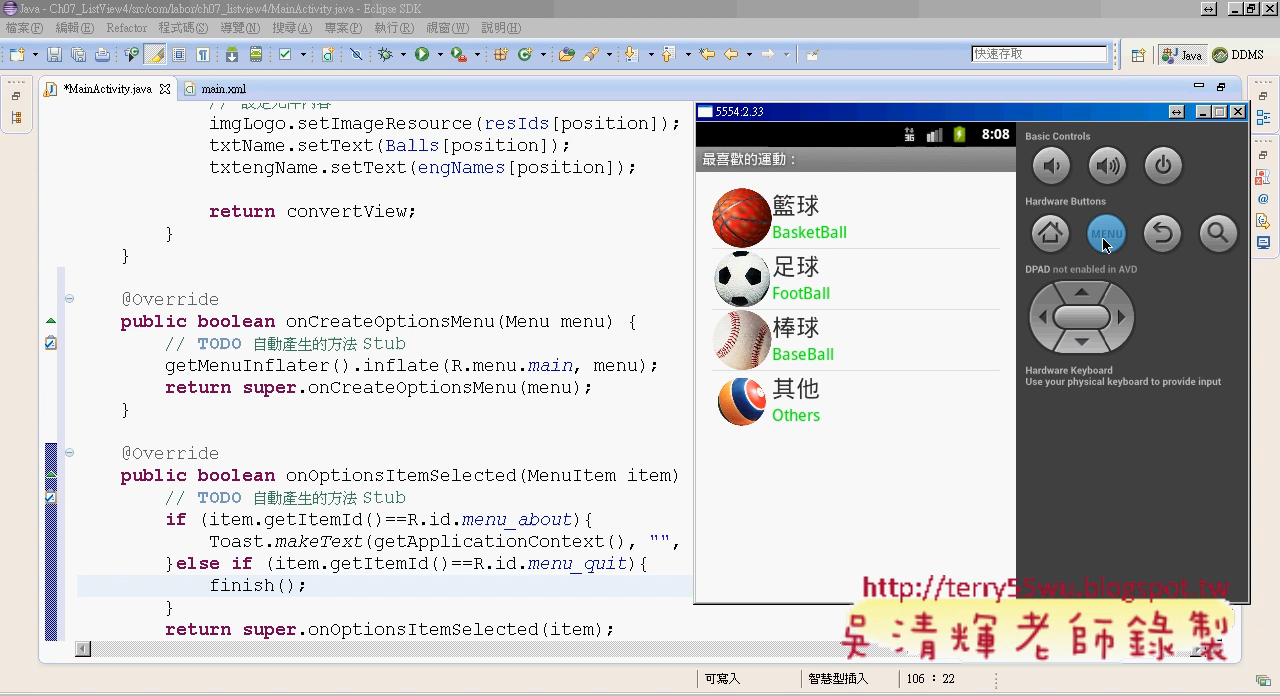 Java - Ch07_ListView4/src/com/labor/ch07_listview4/MainActivity.java - Eclipse SDK
檔案(F) 編輯(E) Refactor 程式碼(S) 導覽(N) 搜尋(A) 專案(P) 執行(R) 視窗(W) 說明(H)
快速存取
Java
DDMS
*MainActivity.java
main.xml
// 設定元件內容
imgLogo.setImageResource(resIds[position]);
ame.setText(Balls[position];
txtengName.setText(engNames[position]);
return convertView;
}
}
@Override
public boolean onCreateOptionsMenu(Menu menu) {
// TODO 自動產生的方法 Stub
getMenuInflater().inflate(R.menu.main, menu);
return super.onCreateOptionsMenu(menu);
}
@Override
public boolean onOptionsItemSelected(MenuItem item)
// TODO 自動產生的方法 Stub
if (item.getItemId()==R.id.menu_about){
Toast.makeText(getApplicationContext(), "",
}else if (item.getItemId()==R.id.menu_quit){
finish();
}
return super.onOptionsItemSelected(item);
5554:2.33
3G
8:08
最喜歡的運動：
籃球
BasketBall
足球
FootBall
棒球
BaseBall
其他
Others
Basic Controls
Hardware Buttons
MENU
DPAD not enabled in AVD
Hardware Keyboard
Use your physical keyboard to provide input
http://terry55wu.blogspot.tw
吳清輝老師錄製
可寫入
智慧型插入
106 : 22